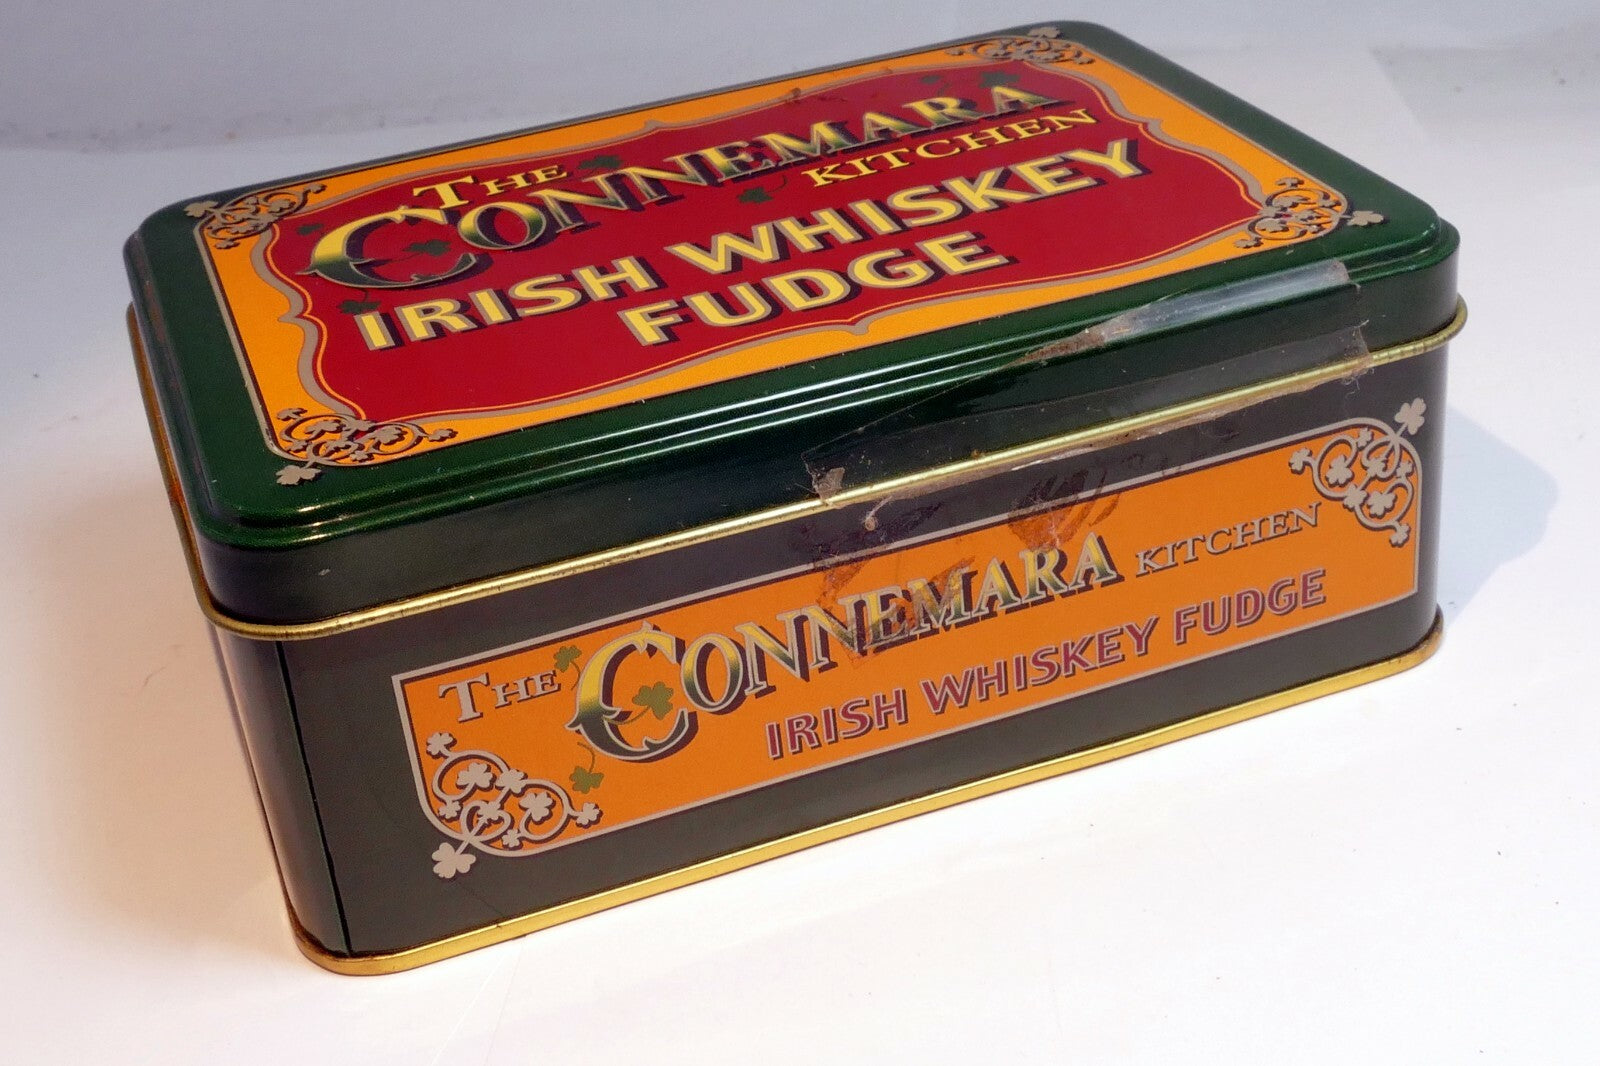 THE
CONNEMARA
KITCHEN
IRISH WHISKEY
FUDGE
THE CONNEMARA KITCHEN
IRISH WHISKEY FUDGE